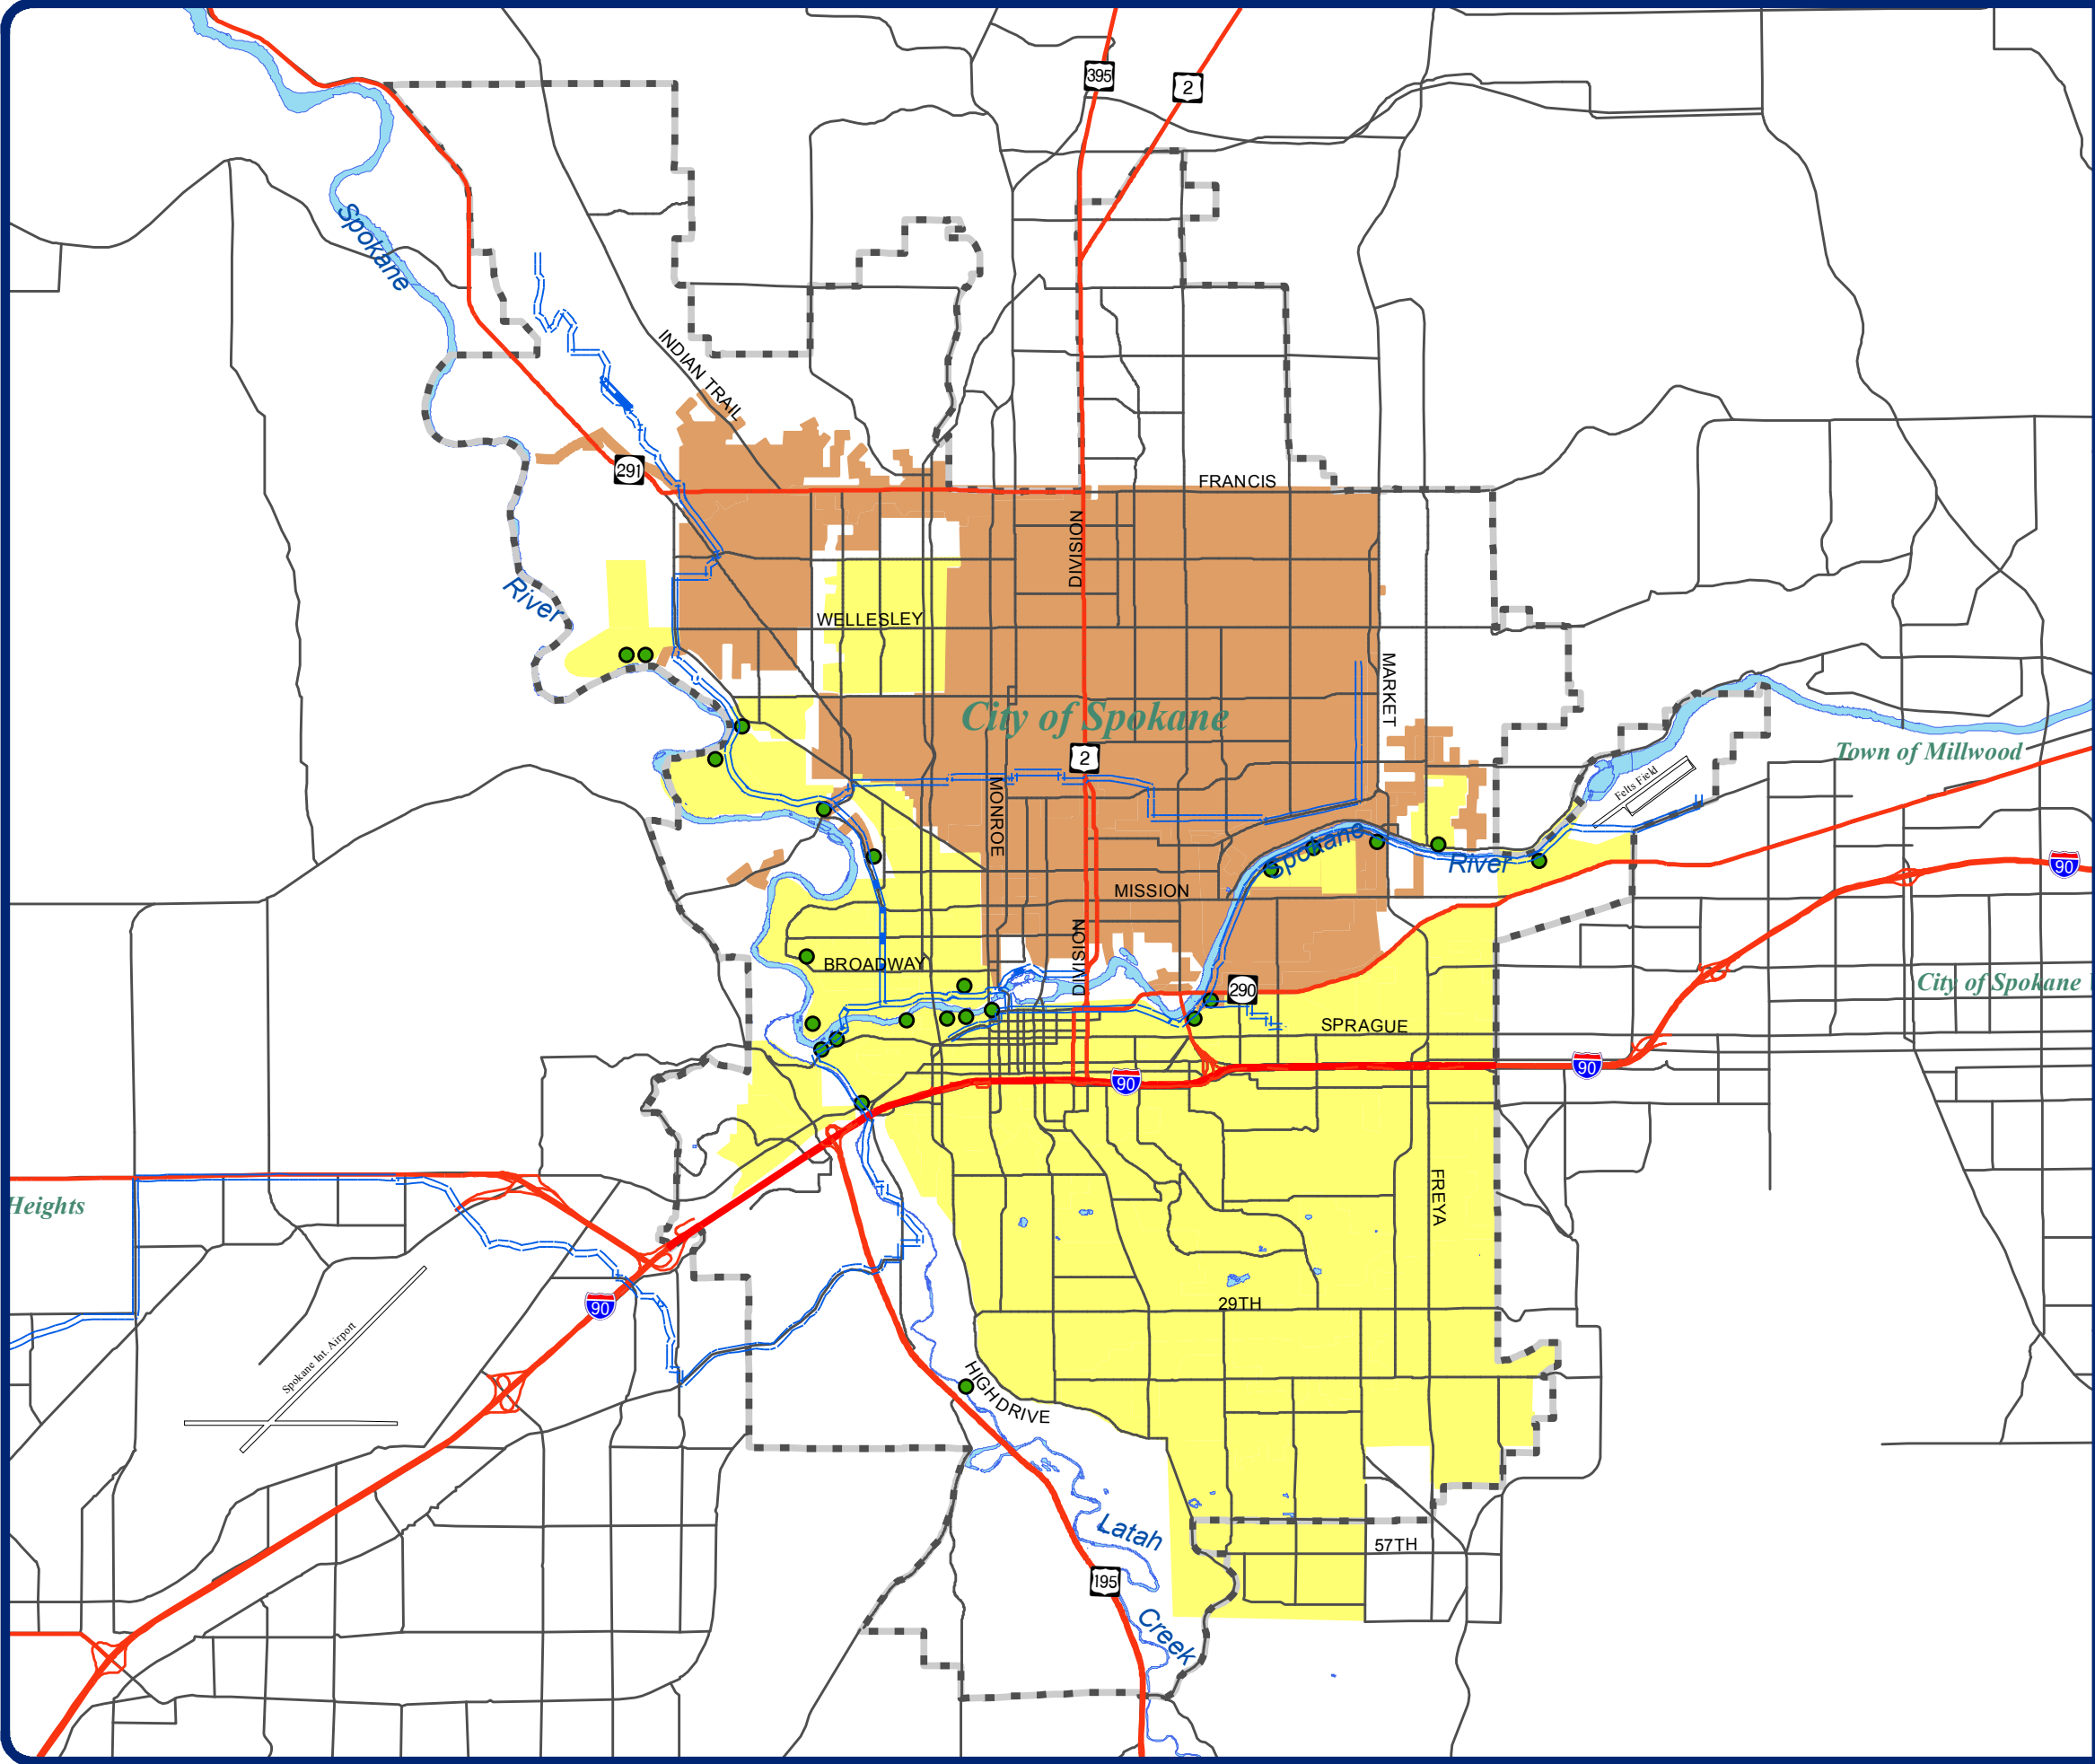 395
2
Spokane
INDIAN TRAIL
291
FRANCIS
DIVISION
River
WELLESLEY
MARKET
City of Spokane
2
Town of Millwood
Felts Field
MONROE
Spokane
River
90
MISSION
DIVISION
BROADWAY
290
City of Spokane
SPRAGUE
90
90
FREYA
Heights
29TH
90
Spokane Int. Airport
HIGH DRIVE
Latah
57TH
195
Creek